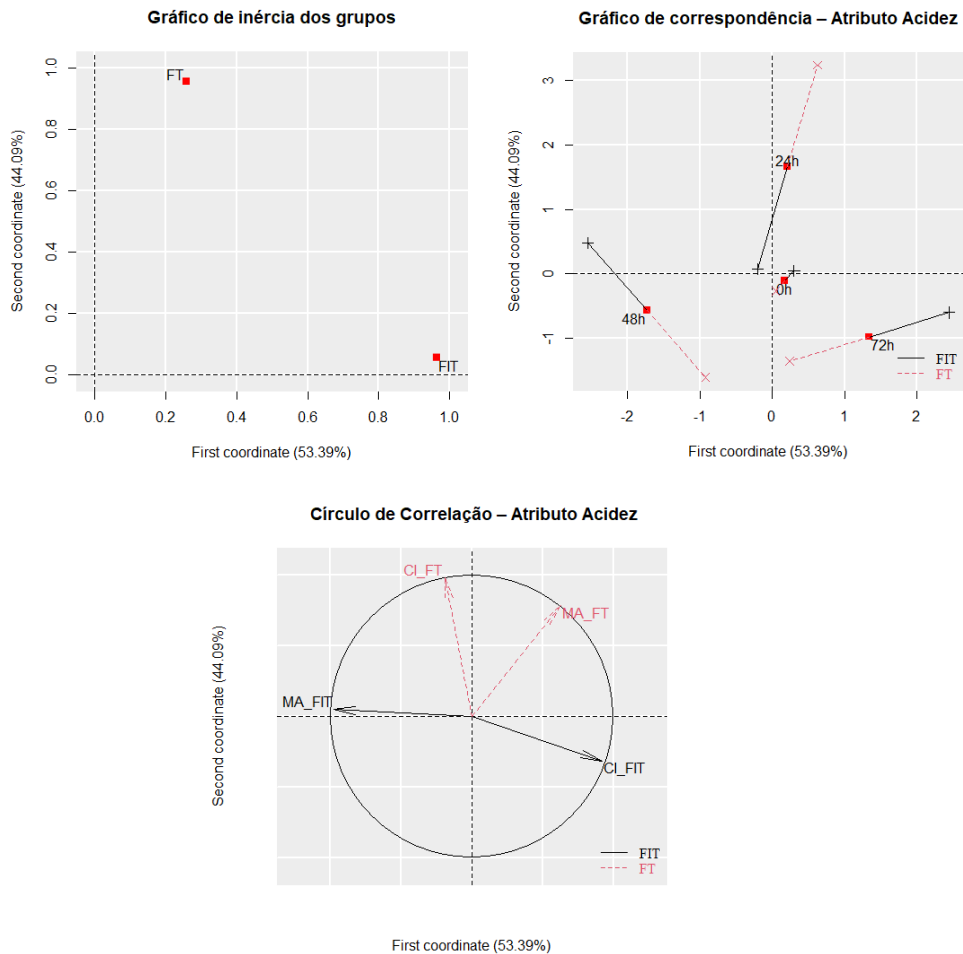 Gráfico de inércia dos grupos
Second coordinate (44.09%)
1.0
0.8
0.6
0.4
0.2
0.0
FT
FIT
0.0 0.2 0.4 0.6 0.8 1.0
First coordinate (53.39%)
Gráfico de correspondência – Atributo Acidez
Second coordinate (44.09%)
3
2
1
0
-1
24h
0h
48h
72h
FIT
FT
-2 -1 0 1 2
First coordinate (53.39%)
Círculo de Correlação – Atributo Acidez
Second coordinate (44.09%)
CI_FT
MA_FT
MA_FIT
CI_FIT
FIT
FT
First coordinate (53.39%)